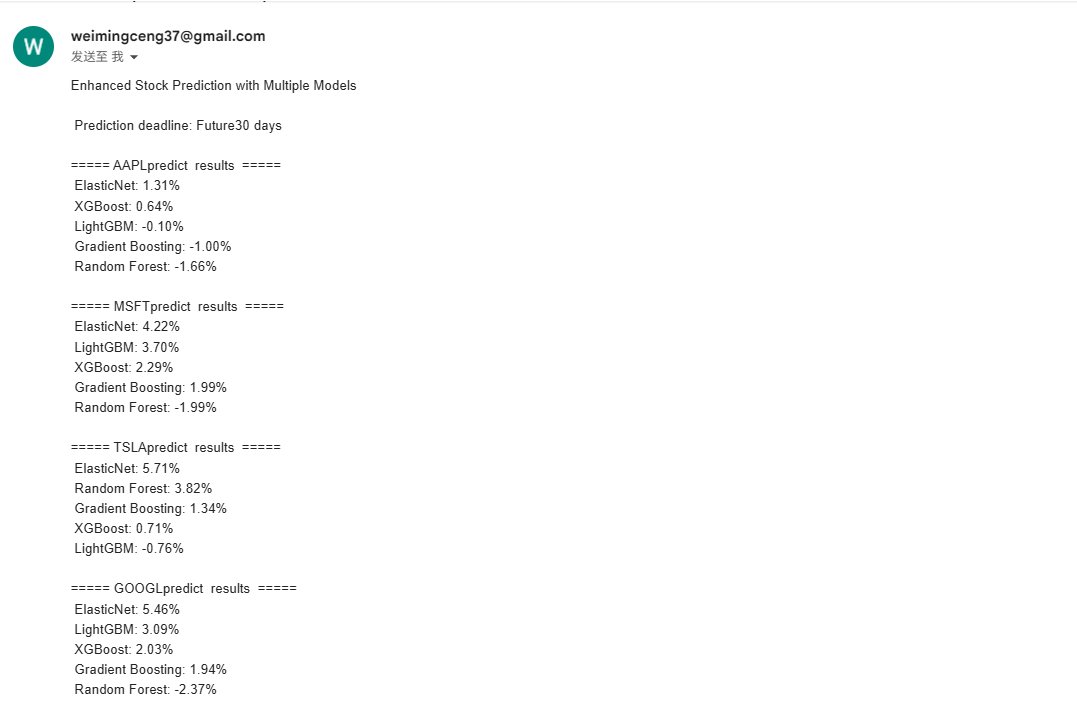 W
weimingceng37@gmail.com
发送至 我
Enhanced Stock Prediction with Multiple Models
Prediction deadline: Future30 days
===== AAPLpredict  results  =====
ElasticNet: 1.31%
XGBoost: 0.64%
LightGBM: -0.10%
Gradient Boosting: -1.00%
Random Forest: -1.66%
===== MSFTpredict  results  =====
ElasticNet: 4.22%
LightGBM: 3.70%
XGBoost: 2.29%
Gradient Boosting: 1.99%
Random Forest: -1.99%
===== TSLApredict  results  =====
ElasticNet: 5.71%
Random Forest: 3.82%
Gradient Boosting: 1.34%
XGBoost: 0.71%
LightGBM: -0.76%
===== GOOGLpredict  results  =====
ElasticNet: 5.46%
LightGBM: 3.09%
XGBoost: 2.03%
Gradient Boosting: 1.94%
Random Forest: -2.37%